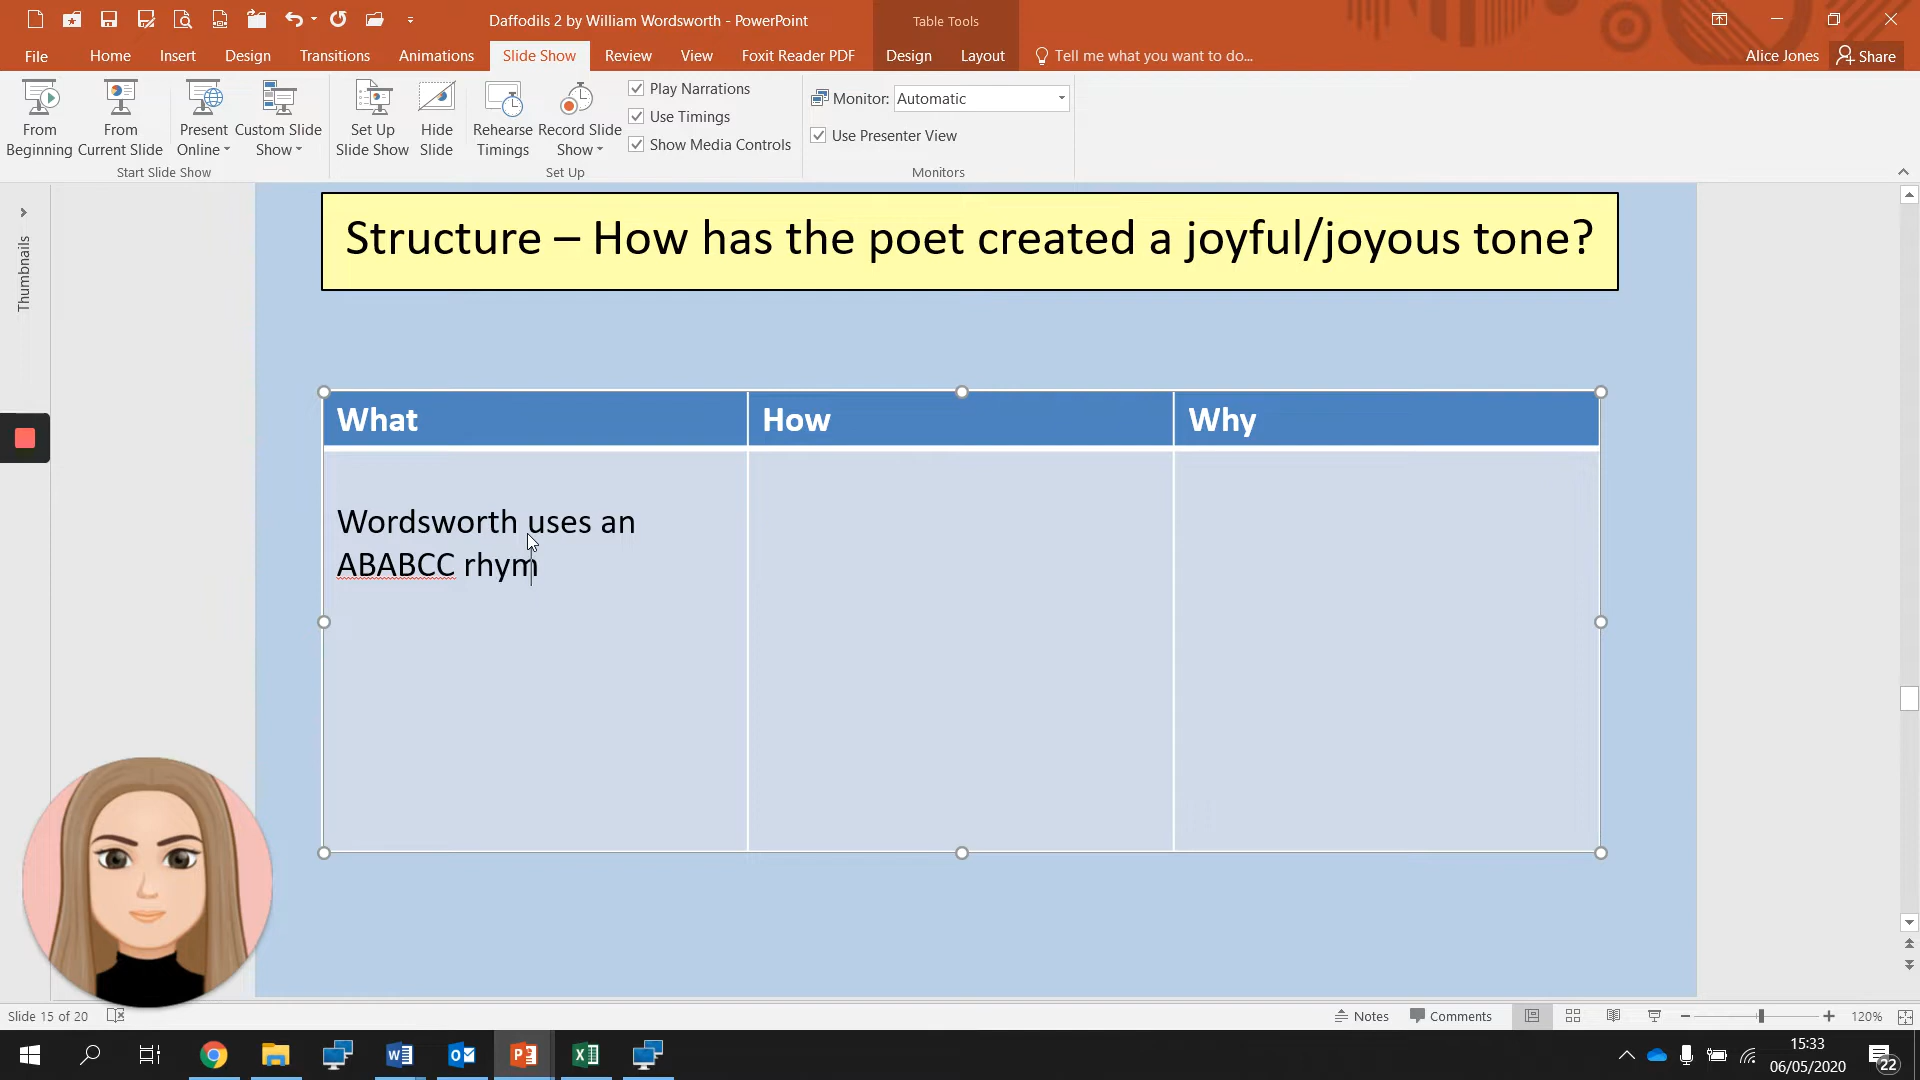 Daffodils 2 by William Wordsworth - PowerPoint
Table Tools
File Home Insert Design Transitions Animations Slide Show Review View Foxit Reader PDF Design Layout Tell me what you want to do... Alice Jones Share
From Beginning
From Current Slide
Present Online
Custom Slide Show
Start Slide Show
Set Up Slide Show
Hide Slide
Rehearse Timings
Record Slide Show
Play Narrations
Use Timings
Show Media Controls
Set Up
Monitor: Automatic
Use Presenter View
Monitors
Thumbnails
Structure – How has the poet created a joyful/joyous tone?
What How Why
Wordsworth uses an
ABABCC rhym
Slide 15 of 20 Notes Comments 120%
15:33
06/05/2020
22